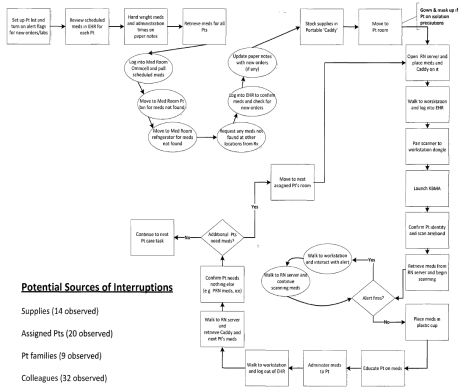 Set up Pt list and
turn on alert flags
for new orders/labs
Review scheduled
meds in EHR for
each Pt
Hand weight meds
and administration
times on
paper notes
Retrieve meds for all
Pts
Log into Med Room
Omnicell and pull
scheduled meds
Move to Med Room Pt
bin for meds not found
Move to Med Room
refrigerator for meds
not found
Request any meds not
found at other
locations from Rx
Log into EHR to confirm
meds and check for
new orders
Update paper notes
with new orders
(if any)
Stock supplies in
Portable 'Caddy'
Move to
Pt room
Gown & mask up if
Pt on isolation
precautions
Open RN server and
place meds and
Caddy on it
Walk to workstation
and log into EHR
Pair scanner to
workstation dongle
Launch KBMA
Confirm Pt identity
and scan armband
Retrieve meds from
RN server and begin
scanning
Alert fires?
Yes
Walk to workstation
and interact with alert
Walk to RN server and
continue
scanning meds
No
Place meds in
plastic cup
Educate Pt on meds
Administer meds
to Pt
Walk to workstation
and log out of EHR
Walk to RN server
and
retrieve Caddy and
next Pt's meds
Confirm Pt needs
nothing else
(e.g. PRN meds, ice)
Additional Pts
need meds?
Yes
Move to next
assigned Pt's room
No
Continue to next
Pt care task
Potential Sources of Interruptions
Supplies (14 observed)
Assigned Pts (20 observed)
Pt families (9 observed)
Colleagues (32 observed)